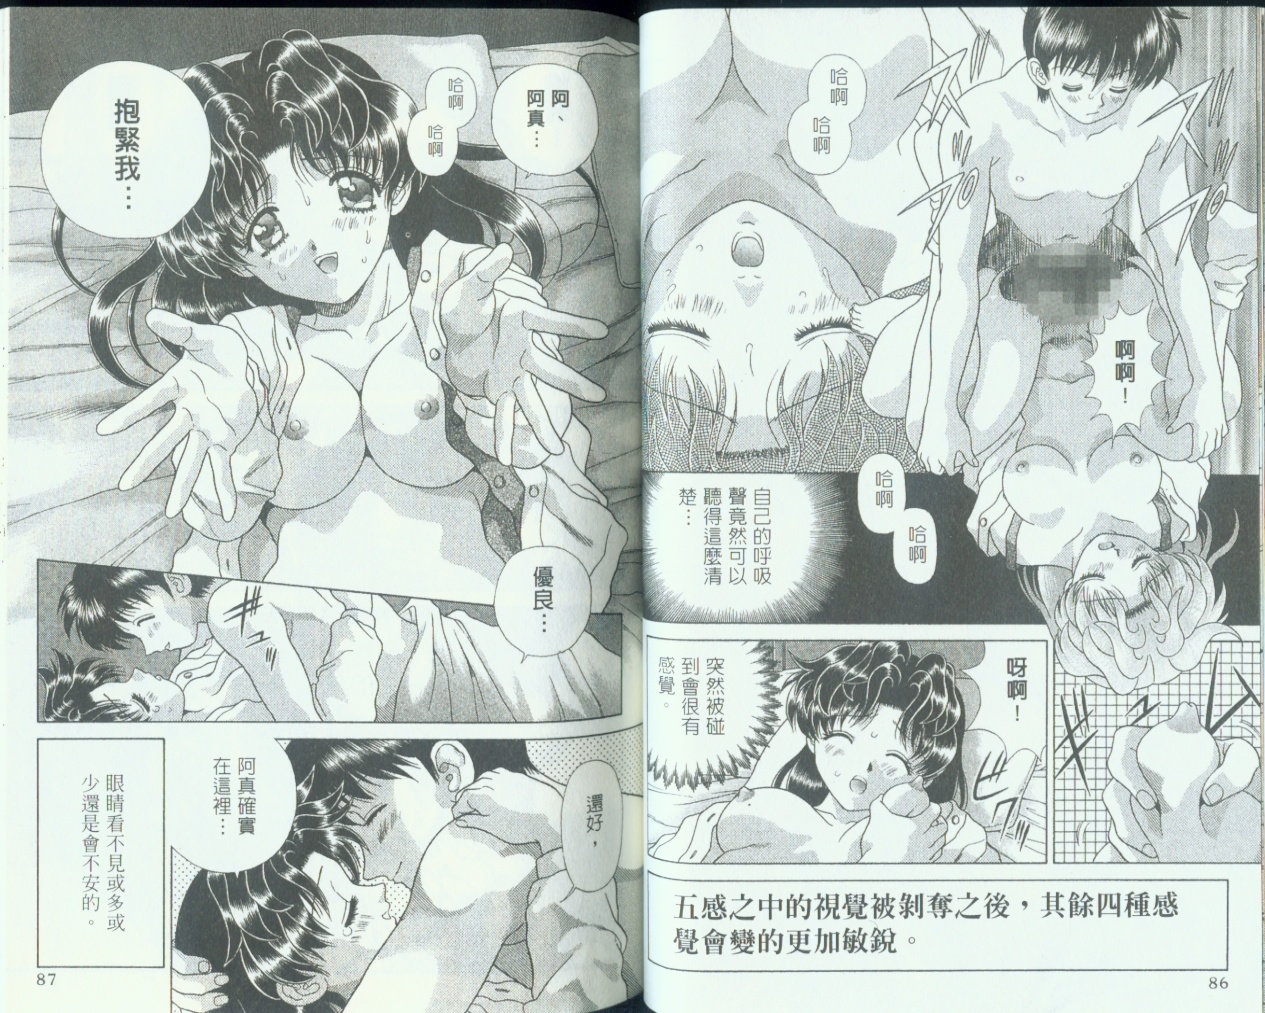 哈啊
哈啊
啊啊！
哈啊
哈啊
自己的呼吸
聲竟然可以
聽得這麼清
楚…
呀啊！
突然被碰
到會很有
感覺。
五感之中的視覺被剝奪之後，其餘四種感
覺會變的更加敏銳。
86
阿、
阿真…
哈啊
哈啊
抱緊我…
優良…
還好，
阿真確實
在這裡…
眼睛看不見或多或
少還是會不安的。
87